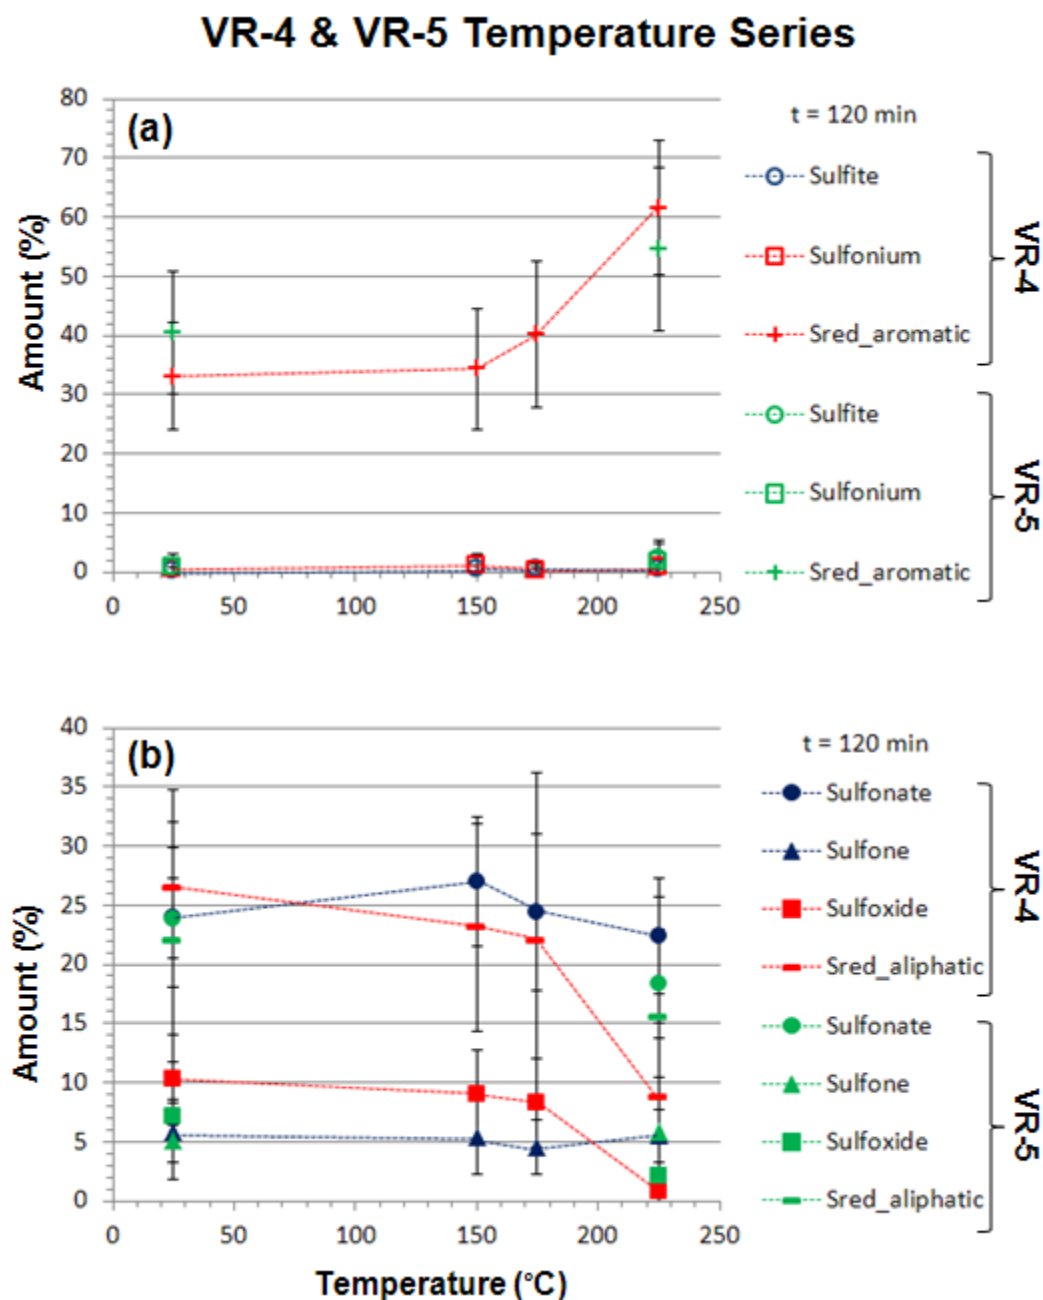 VR-4 & VR-5 Temperature Series
(a)
80
70
60
50
40
30
20
10
0
0 50 100 150 200 250
Amount (%)
t = 120 min
Sulfite
Sulfonium
Sred_aromatic
VR-4
Sulfite
Sulfonium
Sred_aromatic
VR-5
(b)
40
35
30
25
20
15
10
5
0
0 50 100 150 200 250
Amount (%)
Temperature (°C)
t = 120 min
Sulfonate
Sulfone
Sulfoxide
Sred_aliphatic
VR-4
Sulfonate
Sulfone
Sulfoxide
Sred_aliphatic
VR-5